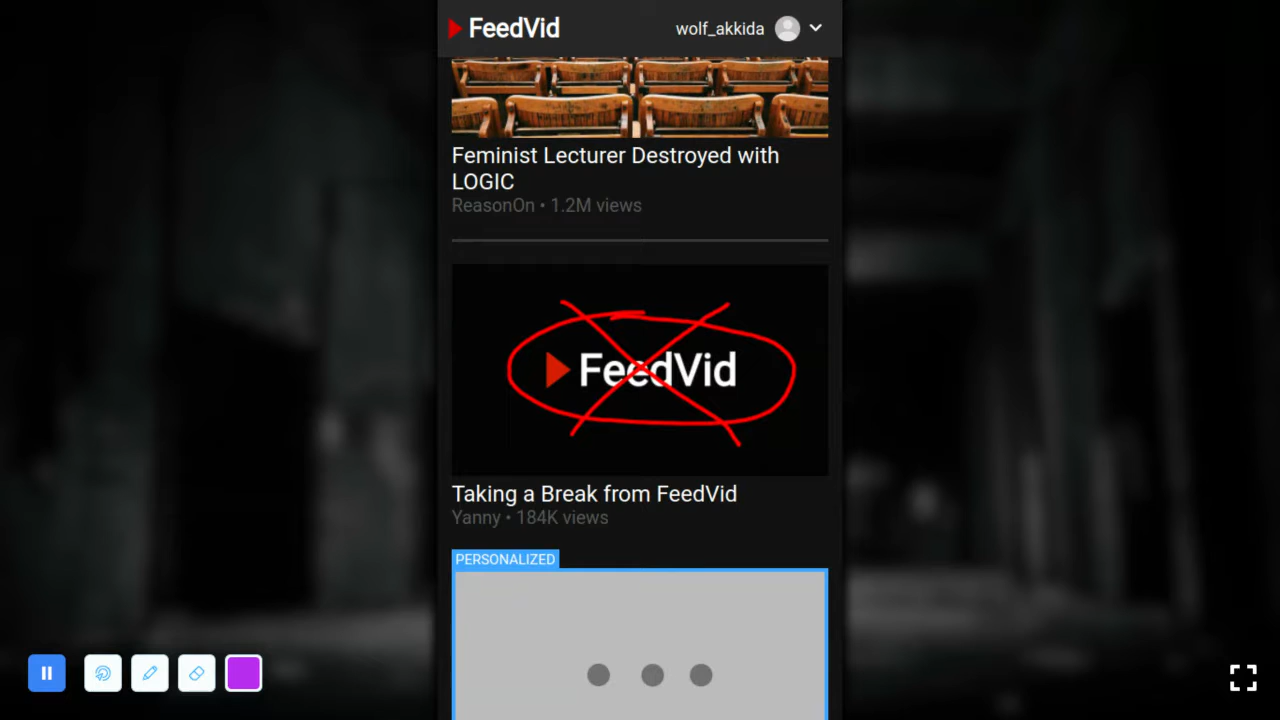 FeedVid
wolf_akkida
Feminist Lecturer Destroyed with
LOGIC
ReasonOn • 1.2M views
FeedVid
Taking a Break from FeedVid
Yanny • 184K views
PERSONALIZED